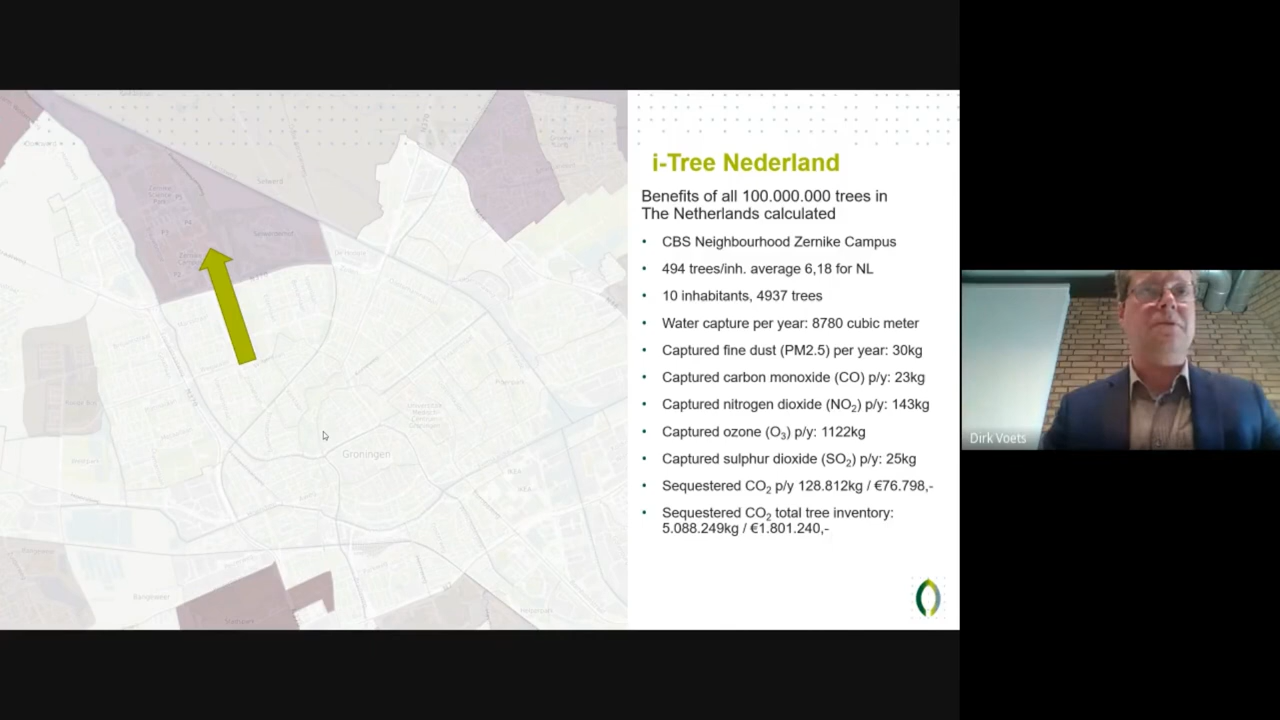 i-Tree Nederland
Benefits of all 100.000.000 trees in
The Netherlands calculated
• CBS Neighbourhood Zernike Campus
• 494 trees/inh. average 6,18 for NL
• 10 inhabitants, 4937 trees
• Water capture per year: 8780 cubic meter
• Captured fine dust (PM2.5) per year: 30kg
• Captured carbon monoxide (CO) p/y: 23kg
• Captured nitrogen dioxide (NO₂) p/y: 143kg
• Captured ozone (O₃) p/y: 1122kg
• Captured sulphur dioxide (SO₂) p/y: 25kg
• Sequestered CO₂ p/y 128.812kg / €76.798,-
• Sequestered CO₂ total tree inventory:
5.088.249kg / €1.801.240,-
Groningen
Dirk Voets